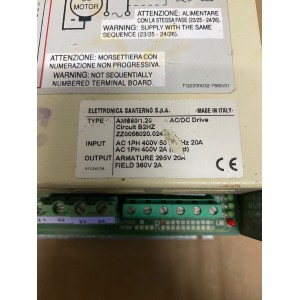 MOTOR
ATTENZIONE: ALIMENTARE
CON LA STESSA FASE (23/25 - 24/26).
WARNING: SUPPLY WITH THE SAME
SEQUENCE (23/25 - 24/26).
ATTENZIONE: MORSETTIERA CON
NUMERAZIONE NON PROGRESSIVA.
WARNING: NOT SEQUENTIALLY
NUMBERED TERMINAL BOARD.
ELETTRONICA SANTERNO S.p.A. -MADE IN ITALY-
TYPE AC/DC Drive
Circuit B2HZ
INPUT AC 1PH 400V Hz 20A
AC 1PH 400V 2A
OUTPUT ARMATURE 295V 20A
FIELD 360V 2A